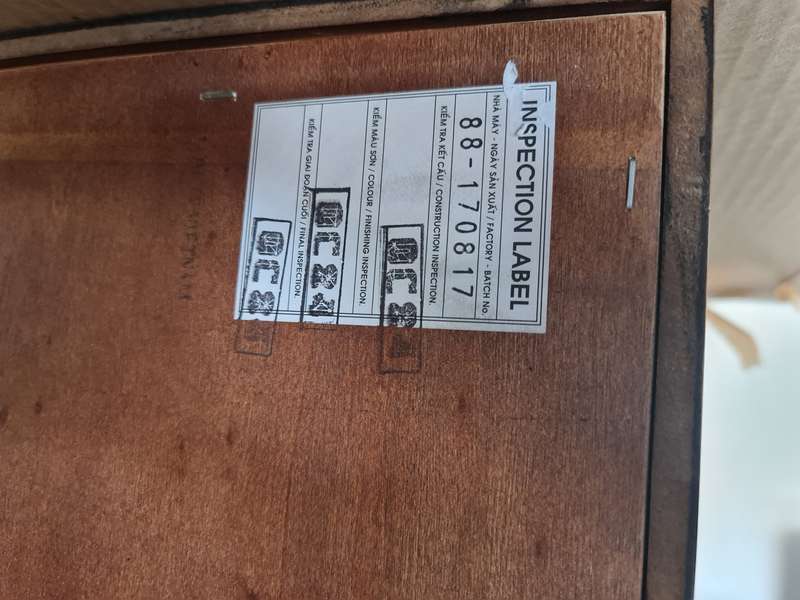 INSPECTION LABEL
NHÀ MÁY - NGÀY SẢN XUẤT / FACTORY - BATCH No.
88-170817
KIỂM TRA KẾT CẤU / CONSTRUCTION INSPECTION.
KIỂM MÀU SƠN / COLOUR / FINISHING INSPECTION.
KIỂM TRA GIAI ĐOẠN CUỐI / FINAL INSPECTION.
VIETNAM